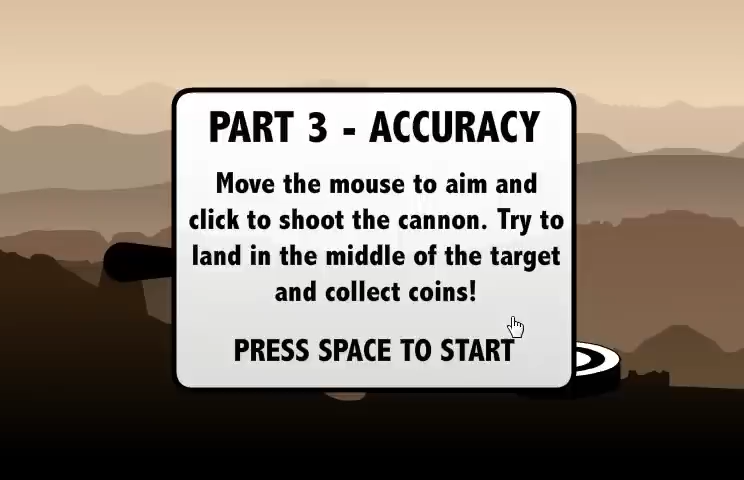 PART 3 - ACCURACY
Move the mouse to aim and
click to shoot the cannon. Try to
land in the middle of the target
and collect coins!
PRESS SPACE TO START